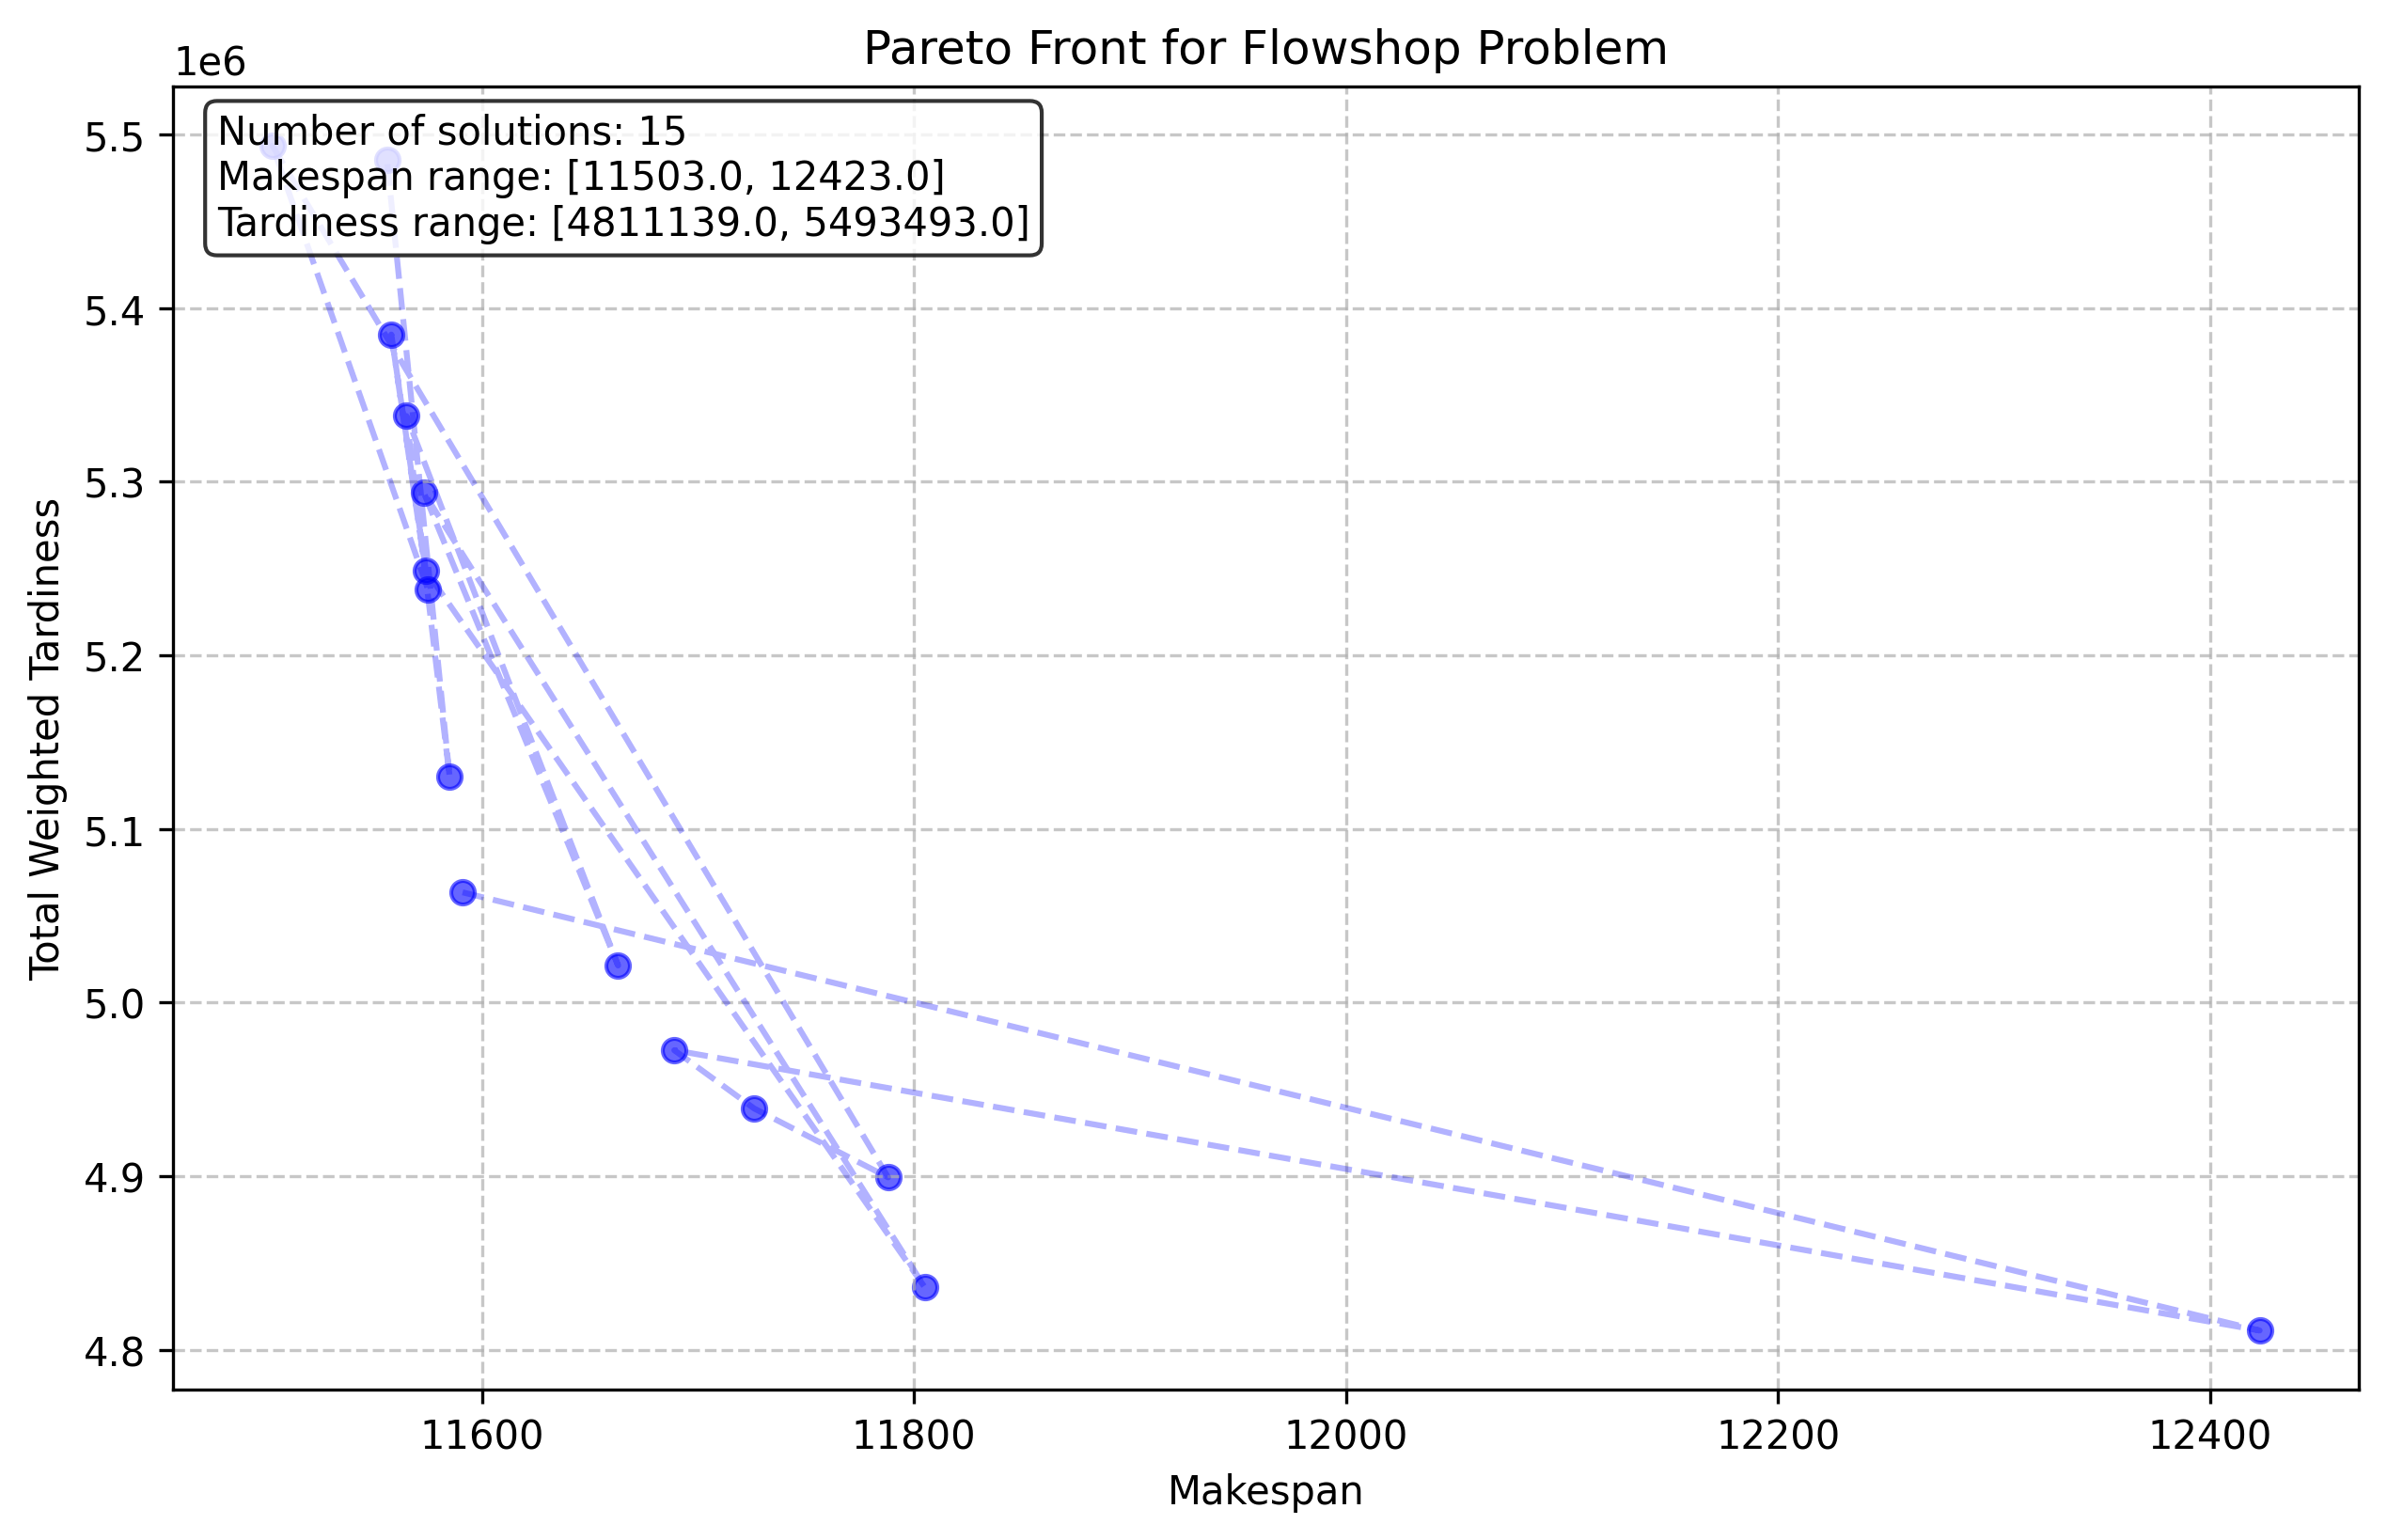 Pareto Front for Flowshop Problem
1e6
Number of solutions: 15
Makespan range: [11503.0, 12423.0]
Tardiness range: [4811139.0, 5493493.0]
5.5
5.4
5.3
5.2
5.1
5.0
4.9
4.8
Total Weighted Tardiness
11600 11800 12000 12200 12400
Makespan